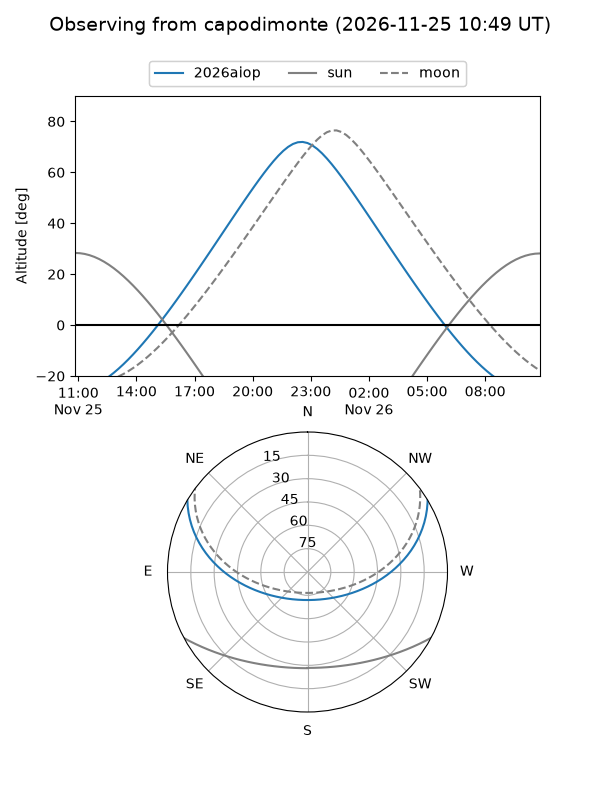 Observing from capodimonte (2026-11-25 10:49 UT)
2026aiop sun moon
Altitude [deg]
80
60
40
20
0
−20
11:00 14:00 17:00 20:00 23:00 02:00 05:00 08:00
Nov 25 Nov 26
N
NE NW
15
30
45
60
75
E W
SE SW
S